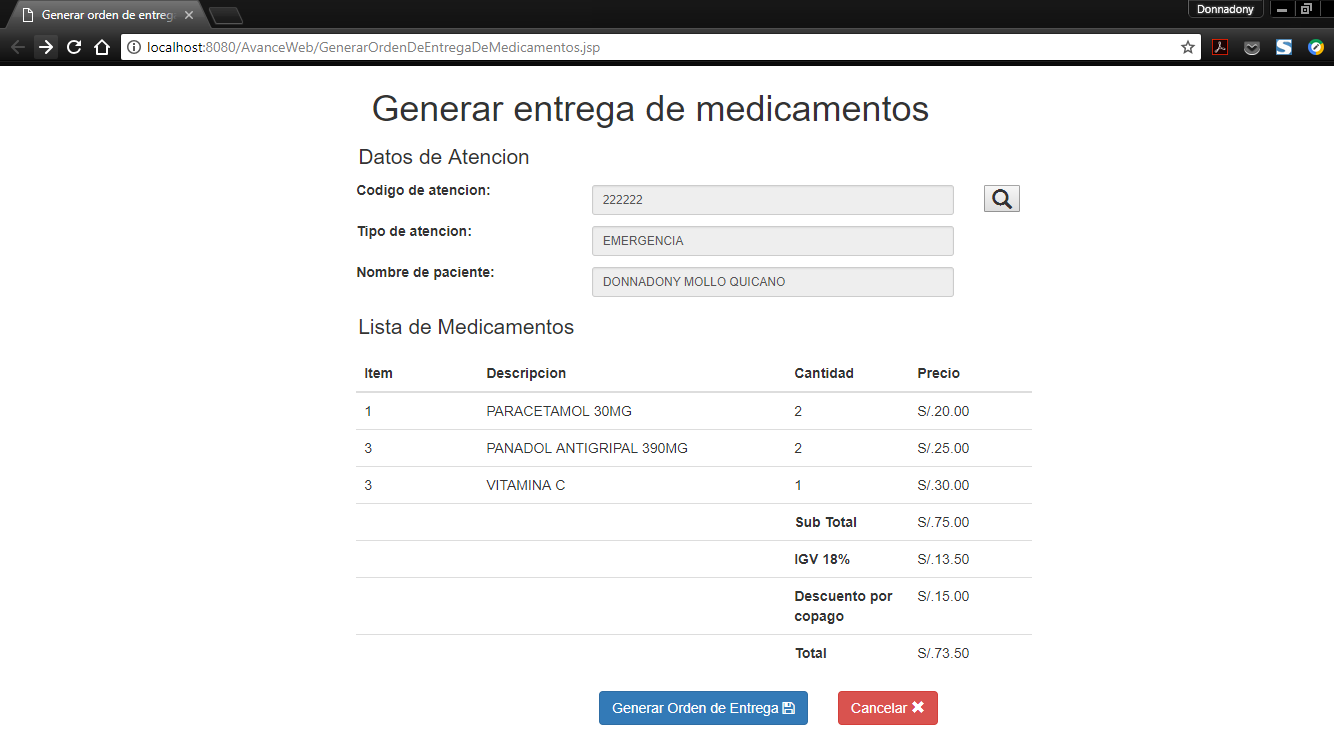 Generar orden de entreg
Donnadony
localhost:8080/AvanceWeb/GenerarOrdenDeEntregaDeMedicamentos.jsp
Generar entrega de medicamentos
Datos de Atencion
Codigo de atencion: 222222
Tipo de atencion: EMERGENCIA
Nombre de paciente: DONNADONY MOLLO QUICANO
Lista de Medicamentos
Item Descripcion Cantidad Precio
1 PARACETAMOL 30MG 2 S/.20.00
3 PANADOL ANTIGRIPAL 390MG 2 S/.25.00
3 VITAMINA C 1 S/.30.00
Sub Total S/.75.00
IGV 18% S/.13.50
Descuento por S/.15.00
copago
Total S/.73.50
Generar Orden de Entrega Cancelar